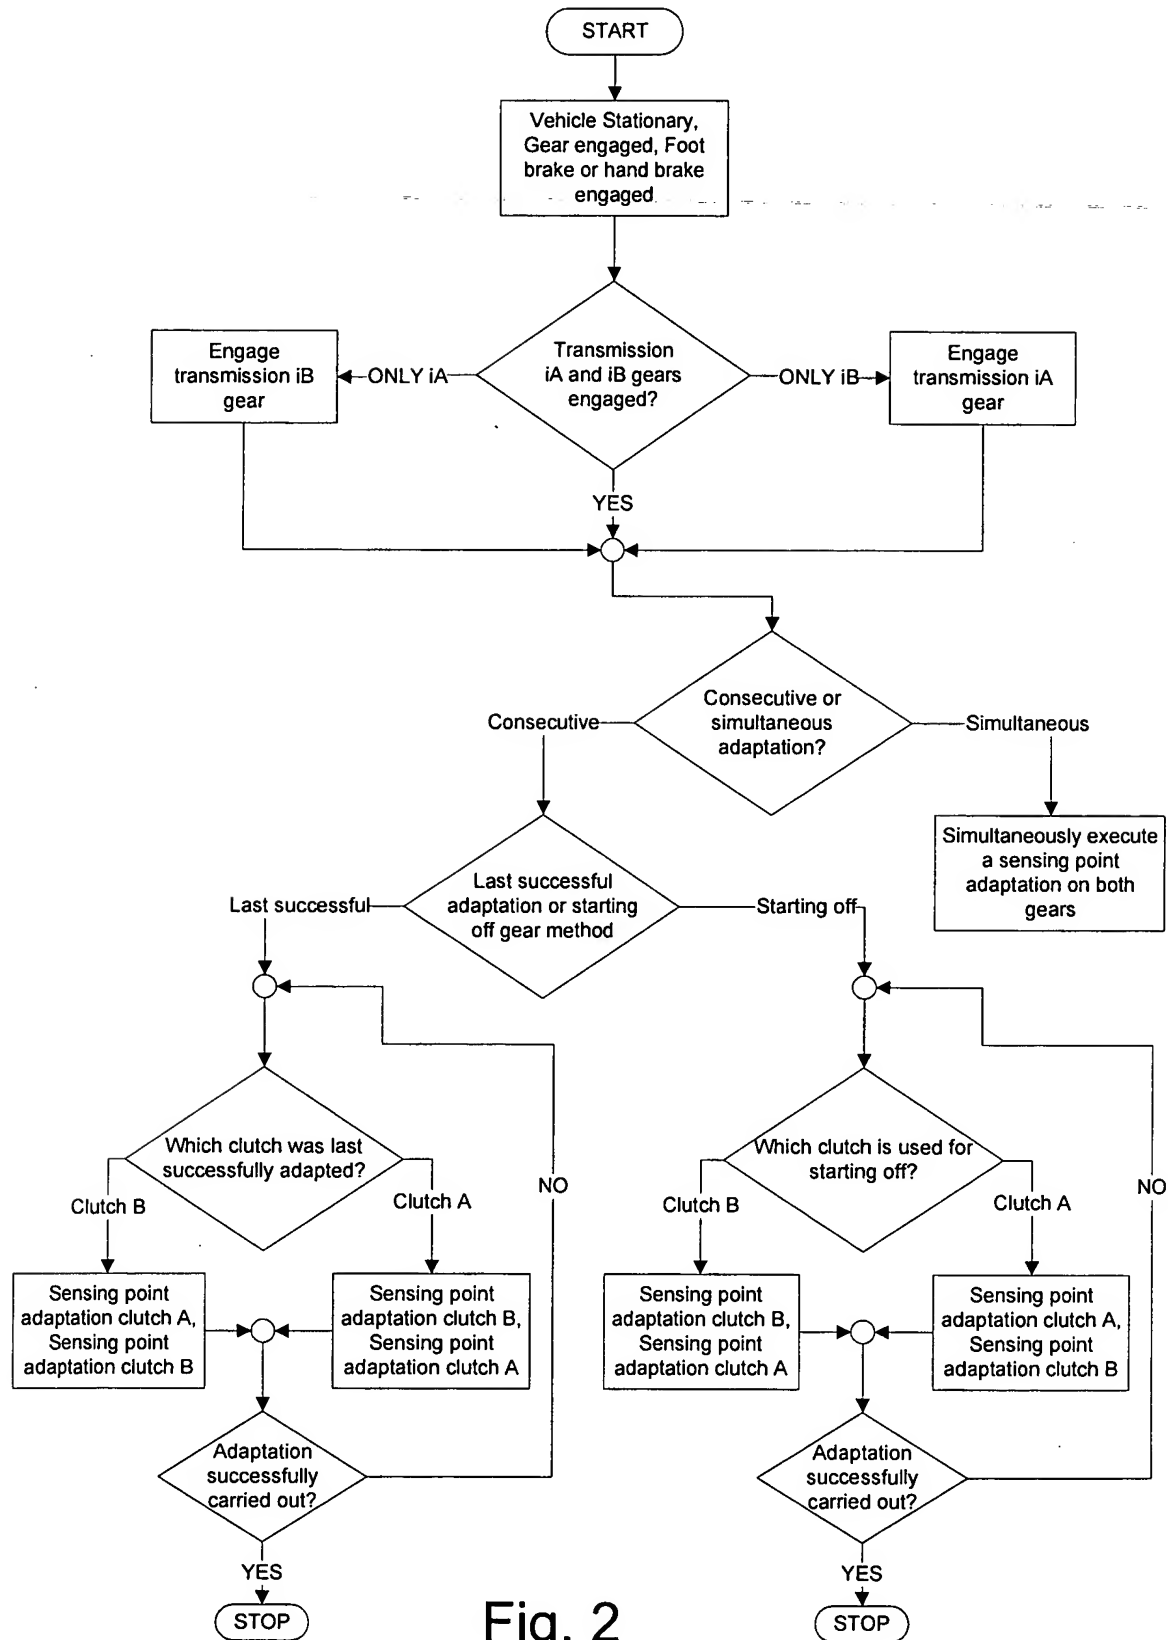 START
Vehicle Stationary,
Gear engaged, Foot
brake or hand brake
engaged
Engage
transmission iB
gear
ONLY iA
Transmission
iA and iB gears
engaged?
ONLY iB
Engage
transmission iA
gear
YES
Consecutive or
simultaneous
adaptation?
Consecutive
Simultaneous
Simultaneously execute
a sensing point
adaptation on both
gears
Last successful
adaptation or starting
off gear method
Last successful
Starting off
Which clutch was last
successfully adapted?
Clutch B
Clutch A
NO
Which clutch is used for
starting off?
Clutch B
Clutch A
NO
Sensing point
adaptation clutch A,
Sensing point
adaptation clutch B
Sensing point
adaptation clutch B,
Sensing point
adaptation clutch A
Sensing point
adaptation clutch B,
Sensing point
adaptation clutch A
Sensing point
adaptation clutch A,
Sensing point
adaptation clutch B
Adaptation
successfully
carried out?
Adaptation
successfully
carried out?
YES
YES
STOP
STOP
Fig. 2